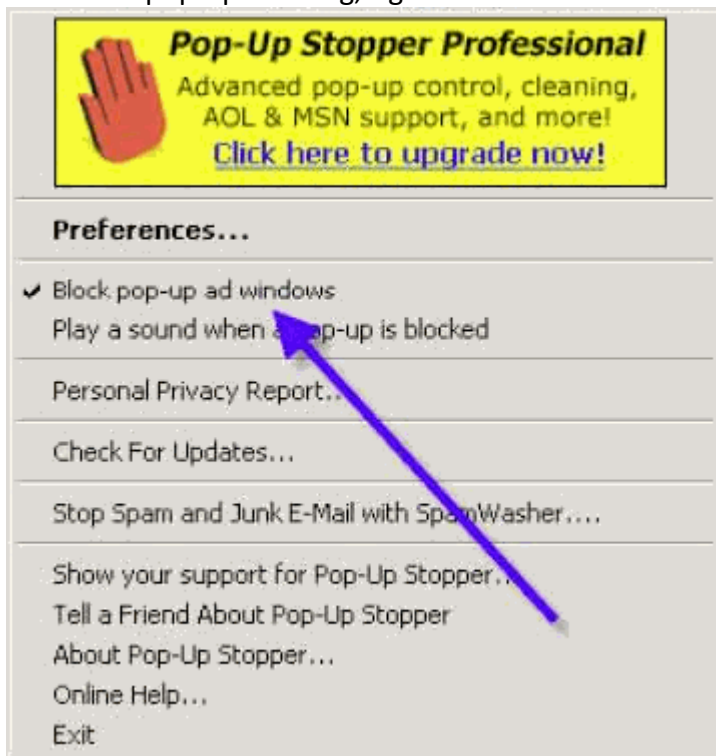 Pop-Up Stopper Professional
Advanced pop-up control, cleaning,
AOL & MSN support, and more!
Click here to upgrade now!
Preferences...
Block pop-up ad windows
Play a sound when a pop-up is blocked
Personal Privacy Report...
Check For Updates...
Stop Spam and Junk E-Mail with SpamWasher....
Show your support for Pop-Up Stopper...
Tell a Friend About Pop-Up Stopper
About Pop-Up Stopper...
Online Help...
Exit